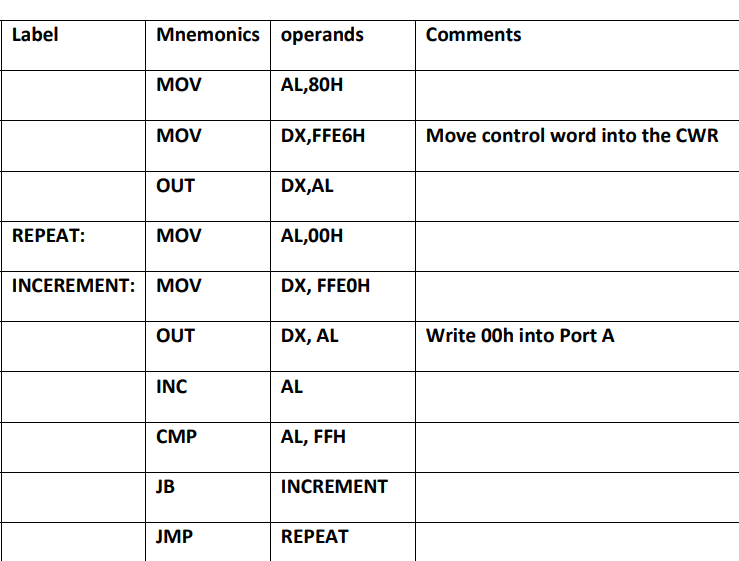 Label Mnemonics operands Comments
MOV AL,80H
MOV DX,FFE6H Move control word into the CWR
OUT DX,AL
REPEAT: MOV AL,00H
INCEREMENT: MOV DX, FFE0H
OUT DX, AL Write 00h into Port A
INC AL
CMP AL, FFH
JB INCREMENT
JMP REPEAT